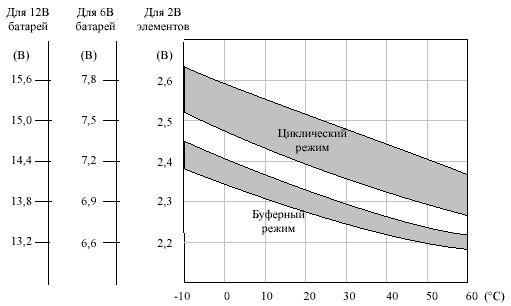 Для 12В Для 6В Для 2В
батарей батарей элементов
(В) (В) (В)
15,6 7,8 2,6
15,0 7,5 2,5
Циклический
режим
14,4 7,2 2,4
13,8 6,9 2,3
Буферный
режим
13,2 6,6 2,2
-10 0 10 20 30 40 50 60 (°C)